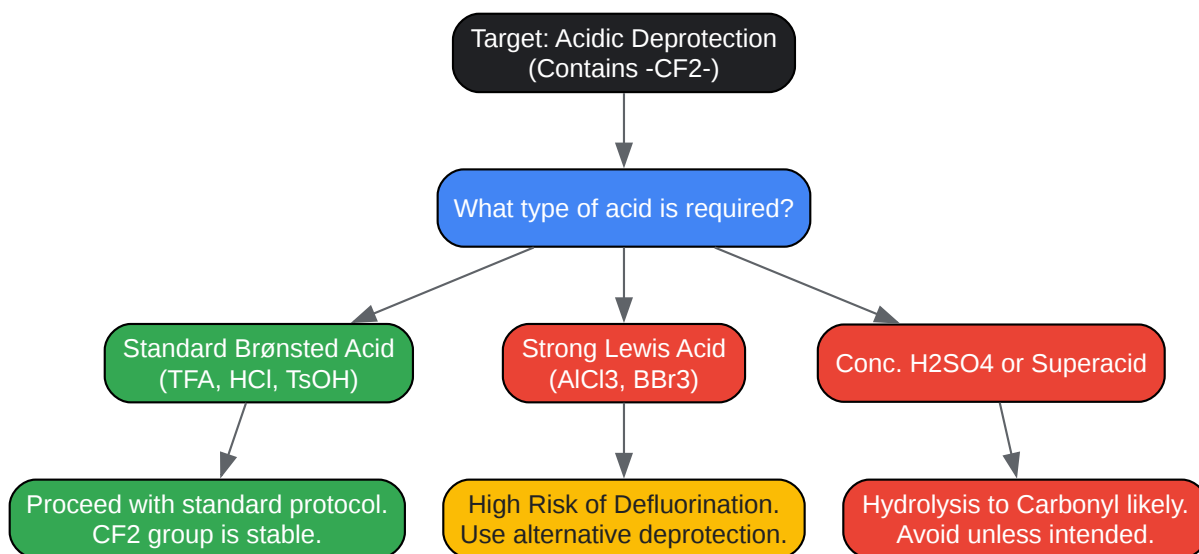 Target: Acidic Deprotection
(Contains -CF2-)
What type of acid is required?
Standard Brønsted Acid
(TFA, HCl, TsOH)
Strong Lewis Acid
(AlCl3, BBr3)
Conc. H2SO4 or Superacid
Proceed with standard protocol.
CF2 group is stable.
High Risk of Defluorination.
Use alternative deprotection.
Hydrolysis to Carbonyl likely.
Avoid unless intended.